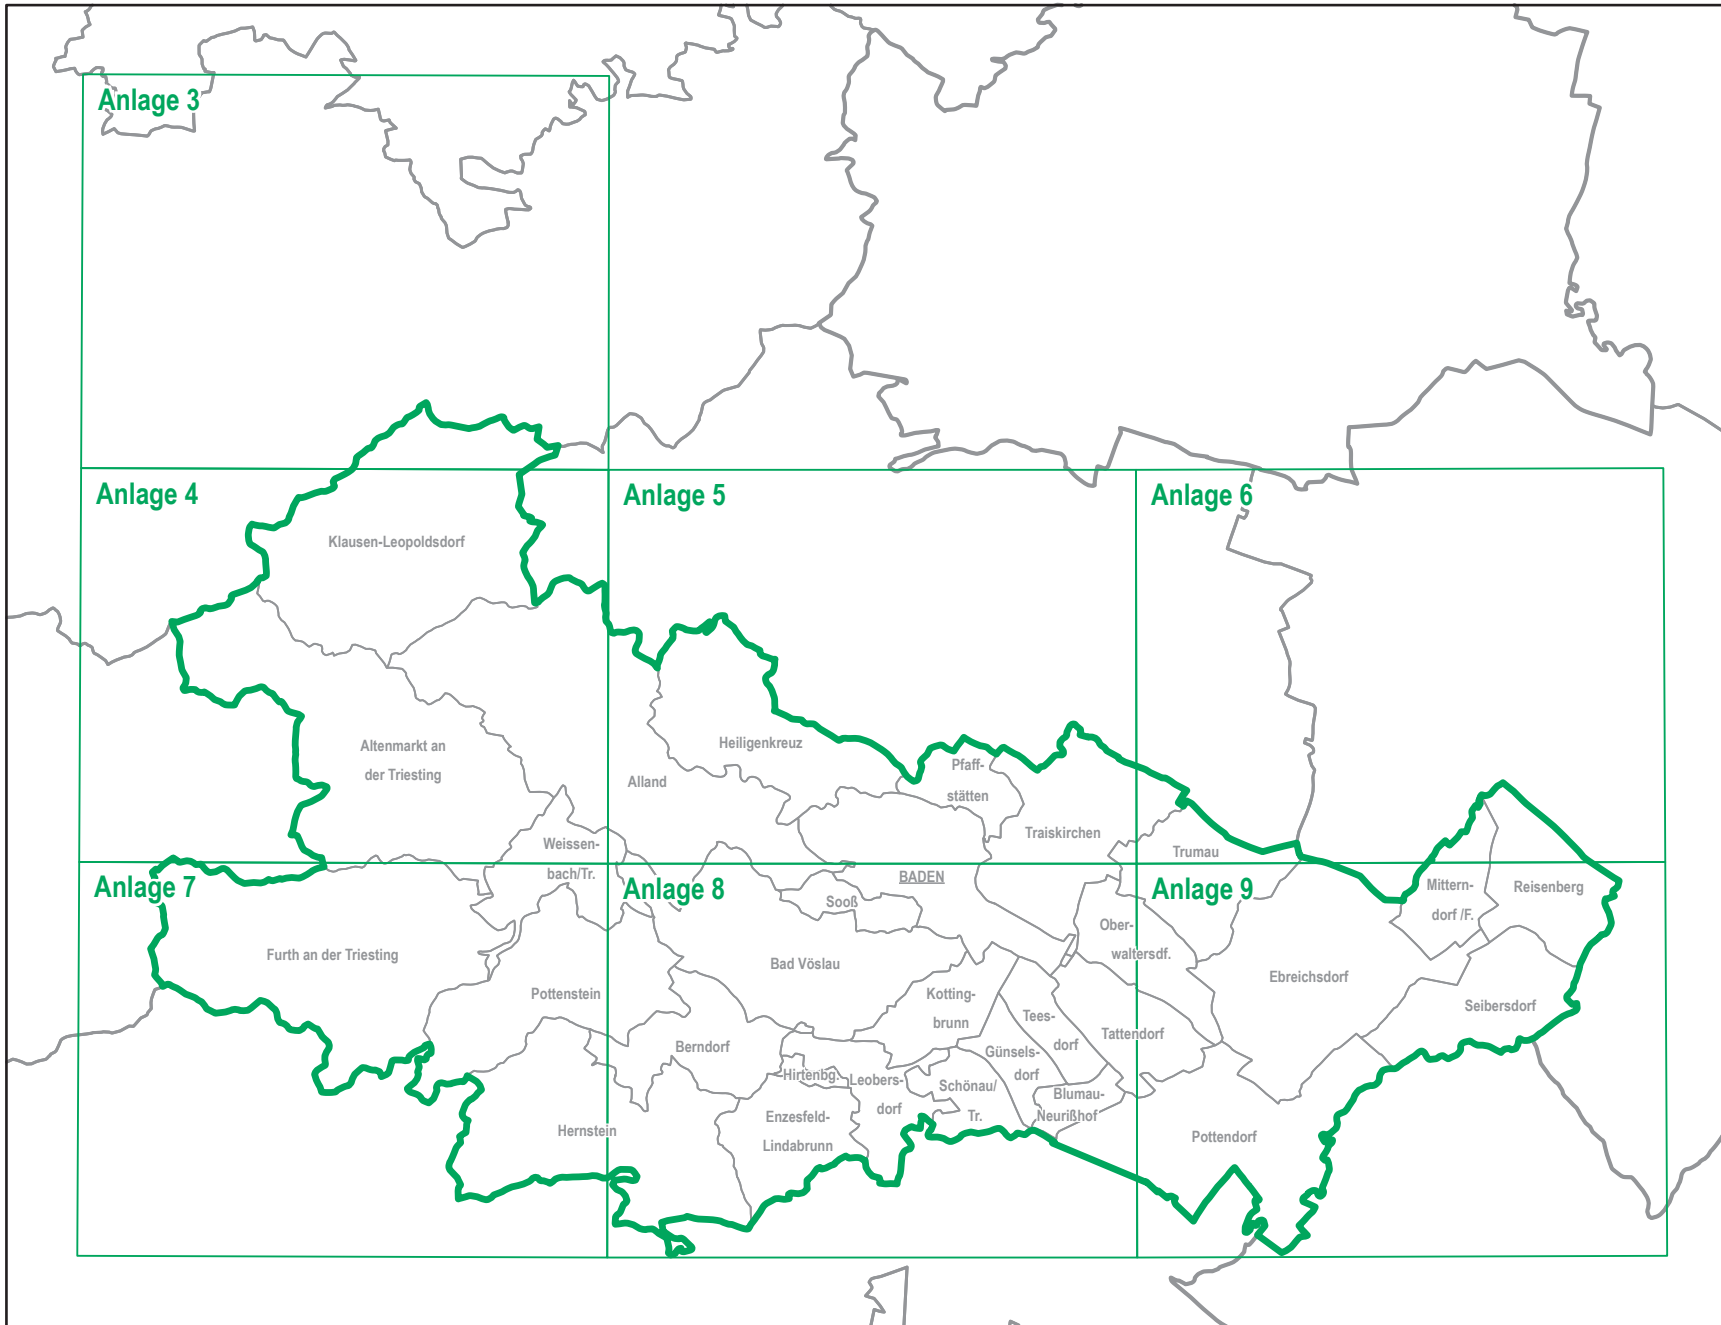 Anlage 3
Anlage 4
Anlage 5
Anlage 6
Klausen-Leopoldsdorf
Altenmarkt an
der Triesting
Alland
Heiligenkreuz
Pfaff-
stätten
Traiskirchen
Trumau
Weissen-
bach/Tr.
Anlage 7
Anlage 8
Anlage 9
BADEN
Sooß
Mittern-
dorf /F.
Reisenberg
Furth an der Triesting
Bad Vöslau
Ober-
waltersdf.
Ebreichsdorf
Seibersdorf
Pottenstein
Kotting-
brunn
Tees-
dorf
Tattendorf
Berndorf
Günsels-
dorf
Hirtenbg.
Leobers-
dorf
Schönau/
Tr.
Blumau-
Neurißhof
Enzesfeld-
Lindabrunn
Hernstein
Pottendorf